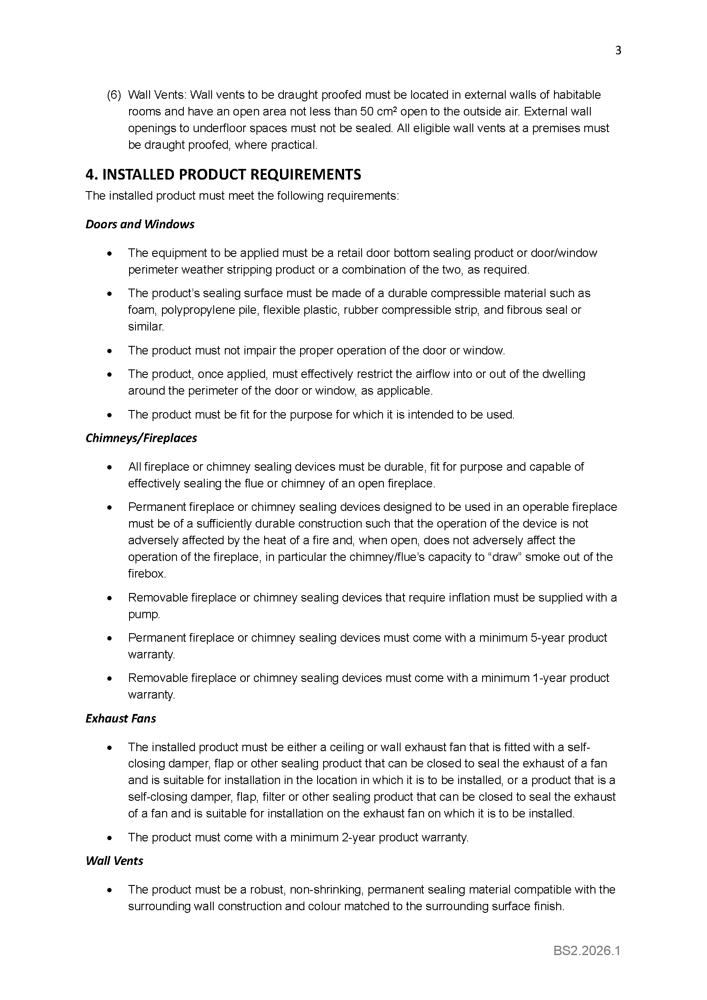 3
(6) Wall Vents: Wall vents to be draught proofed must be located in external walls of habitable
rooms and have an open area not less than 50 cm² open to the outside air. External wall
openings to underfloor spaces must not be sealed. All eligible wall vents at a premises must
be draught proofed, where practical.
4. INSTALLED PRODUCT REQUIREMENTS
The installed product must meet the following requirements:
Doors and Windows
• The equipment to be applied must be a retail door bottom sealing product or door/window
perimeter weather stripping product or a combination of the two, as required.
• The product’s sealing surface must be made of a durable compressible material such as
foam, polypropylene pile, flexible plastic, rubber compressible strip, and fibrous seal or
similar.
• The product must not impair the proper operation of the door or window.
• The product, once applied, must effectively restrict the airflow into or out of the dwelling
around the perimeter of the door or window, as applicable.
• The product must be fit for the purpose for which it is intended to be used.
Chimneys/Fireplaces
• All fireplace or chimney sealing devices must be durable, fit for purpose and capable of
effectively sealing the flue or chimney of an open fireplace.
• Permanent fireplace or chimney sealing devices designed to be used in an operable fireplace
must be of a sufficiently durable construction such that the operation of the device is not
adversely affected by the heat of a fire and, when open, does not adversely affect the
operation of the fireplace, in particular the chimney/flue’s capacity to “draw” smoke out of the
firebox.
• Removable fireplace or chimney sealing devices that require inflation must be supplied with a
pump.
• Permanent fireplace or chimney sealing devices must come with a minimum 5-year product
warranty.
• Removable fireplace or chimney sealing devices must come with a minimum 1-year product
warranty.
Exhaust Fans
• The installed product must be either a ceiling or wall exhaust fan that is fitted with a self-
closing damper, flap or other sealing product that can be closed to seal the exhaust of a fan
and is suitable for installation in the location in which it is to be installed, or a product that is a
self-closing damper, flap, filter or other sealing product that can be closed to seal the exhaust
of a fan and is suitable for installation on the exhaust fan on which it is to be installed.
• The product must come with a minimum 2-year product warranty.
Wall Vents
• The product must be a robust, non-shrinking, permanent sealing material compatible with the
surrounding wall construction and colour matched to the surrounding surface finish.
BS2.2026.1